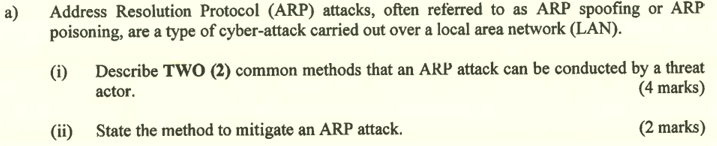 a) Address Resolution Protocol (ARP) attacks, often referred to as ARP spoofing or ARP
poisoning, are a type of cyber-attack carried out over a local area network (LAN).
(i) Describe TWO (2) common methods that an ARP attack can be conducted by a threat
actor. (4 marks)
(ii) State the method to mitigate an ARP attack. (2 marks)